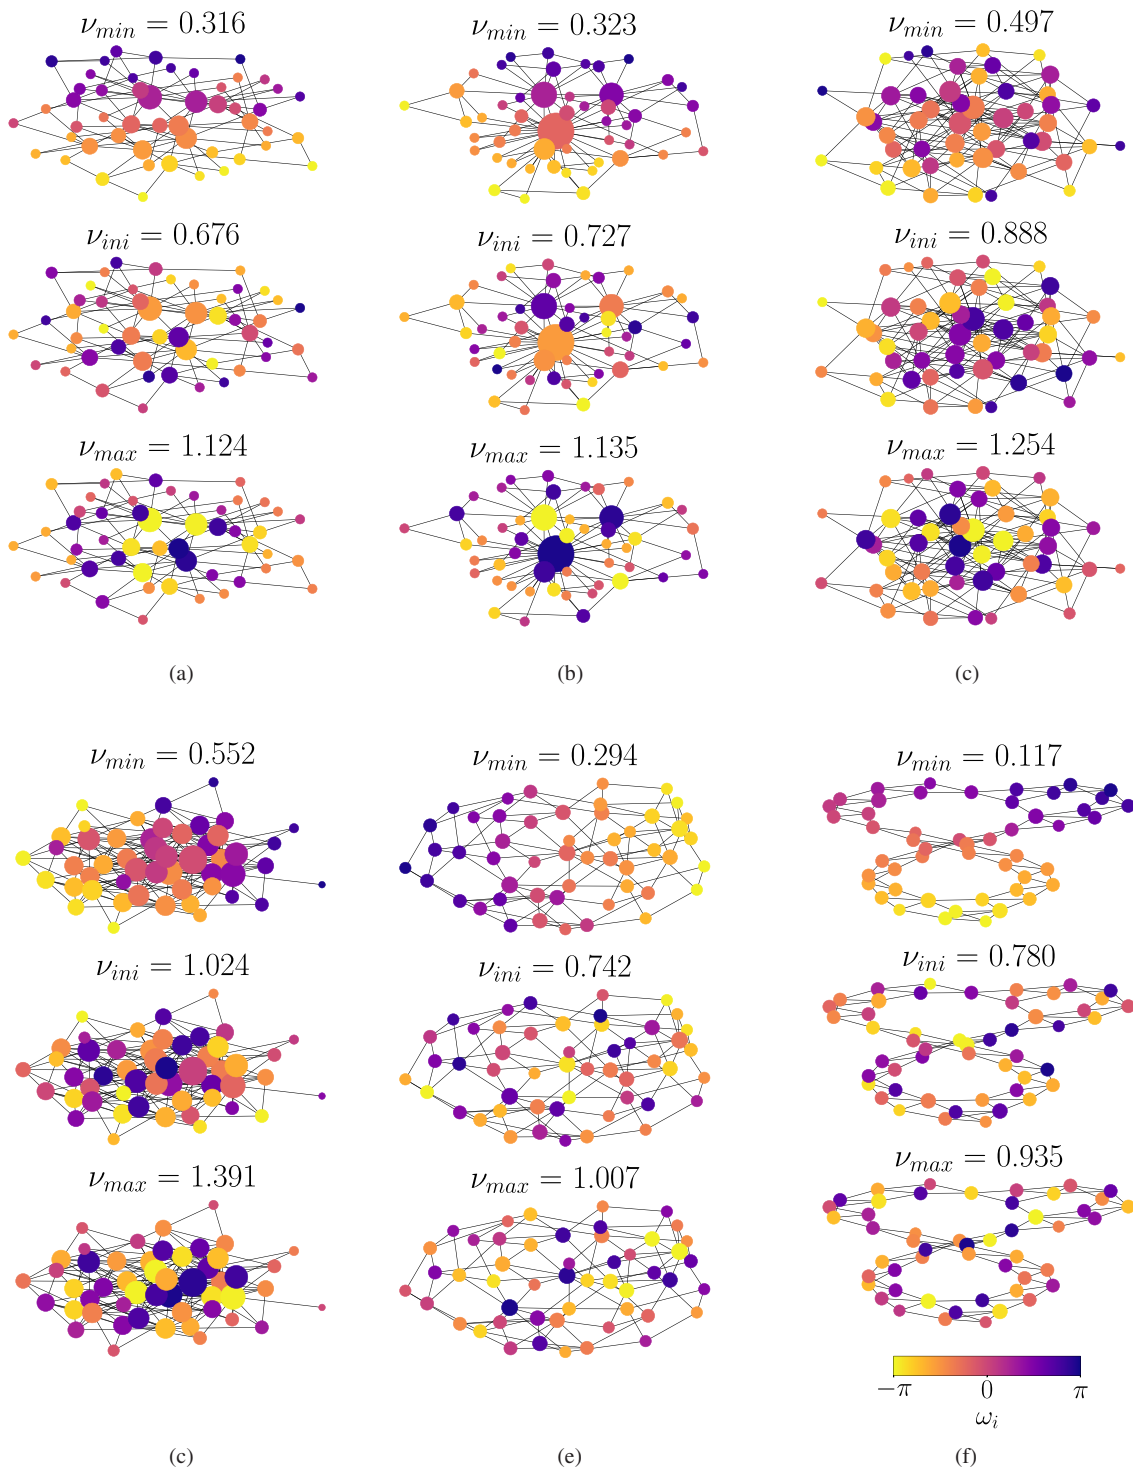 ν_min = 0.316
ν_min = 0.323
ν_min = 0.497
ν_ini = 0.676
ν_ini = 0.727
ν_ini = 0.888
ν_max = 1.124
ν_max = 1.135
ν_max = 1.254
(a)
(b)
(c)
ν_min = 0.552
ν_min = 0.294
ν_min = 0.117
ν_ini = 1.024
ν_ini = 0.742
ν_ini = 0.780
ν_max = 1.391
ν_max = 1.007
ν_max = 0.935
−π 0 π
ω_i
(c)
(e)
(f)